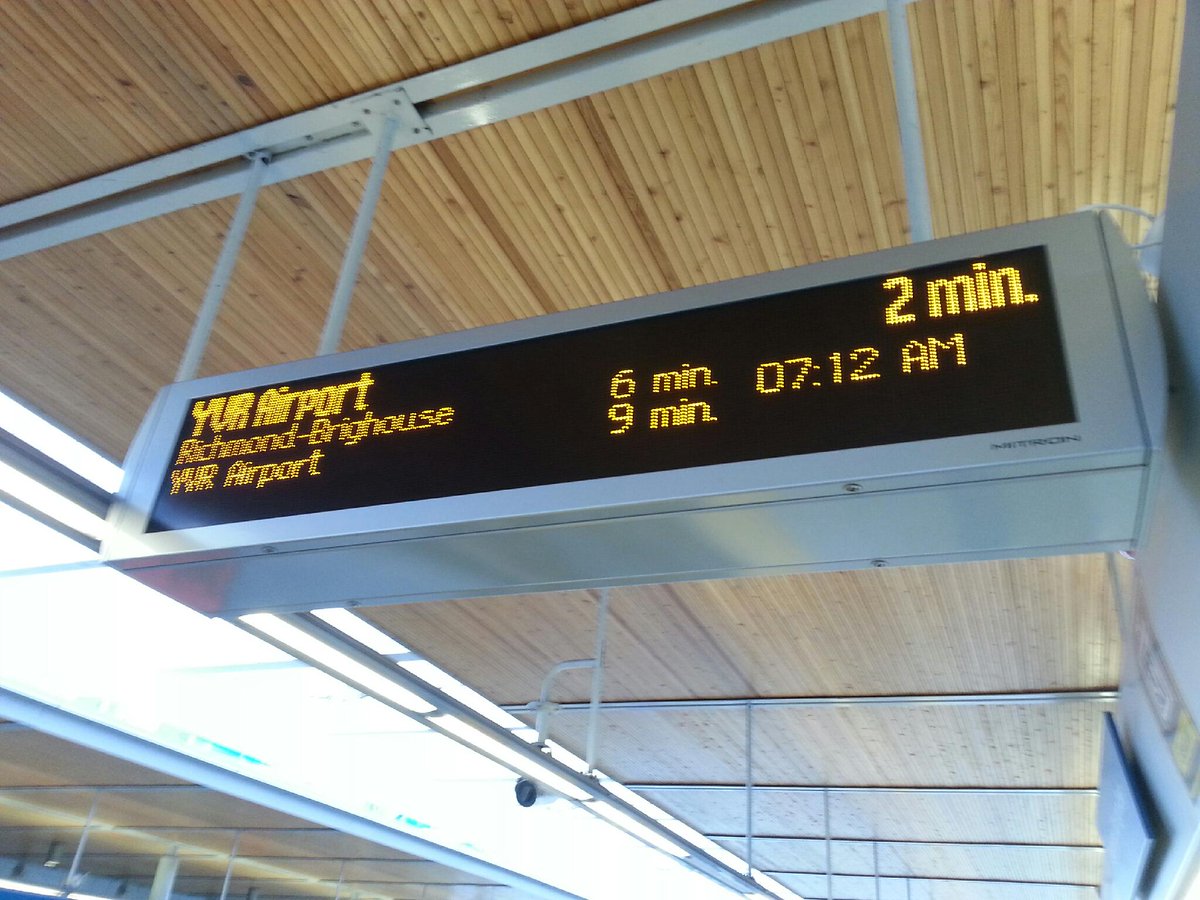 YVR Airport 2 min.
Richmond-Brighouse 6 min. 07:12 AM
YVR Airport 9 min.
MITRON